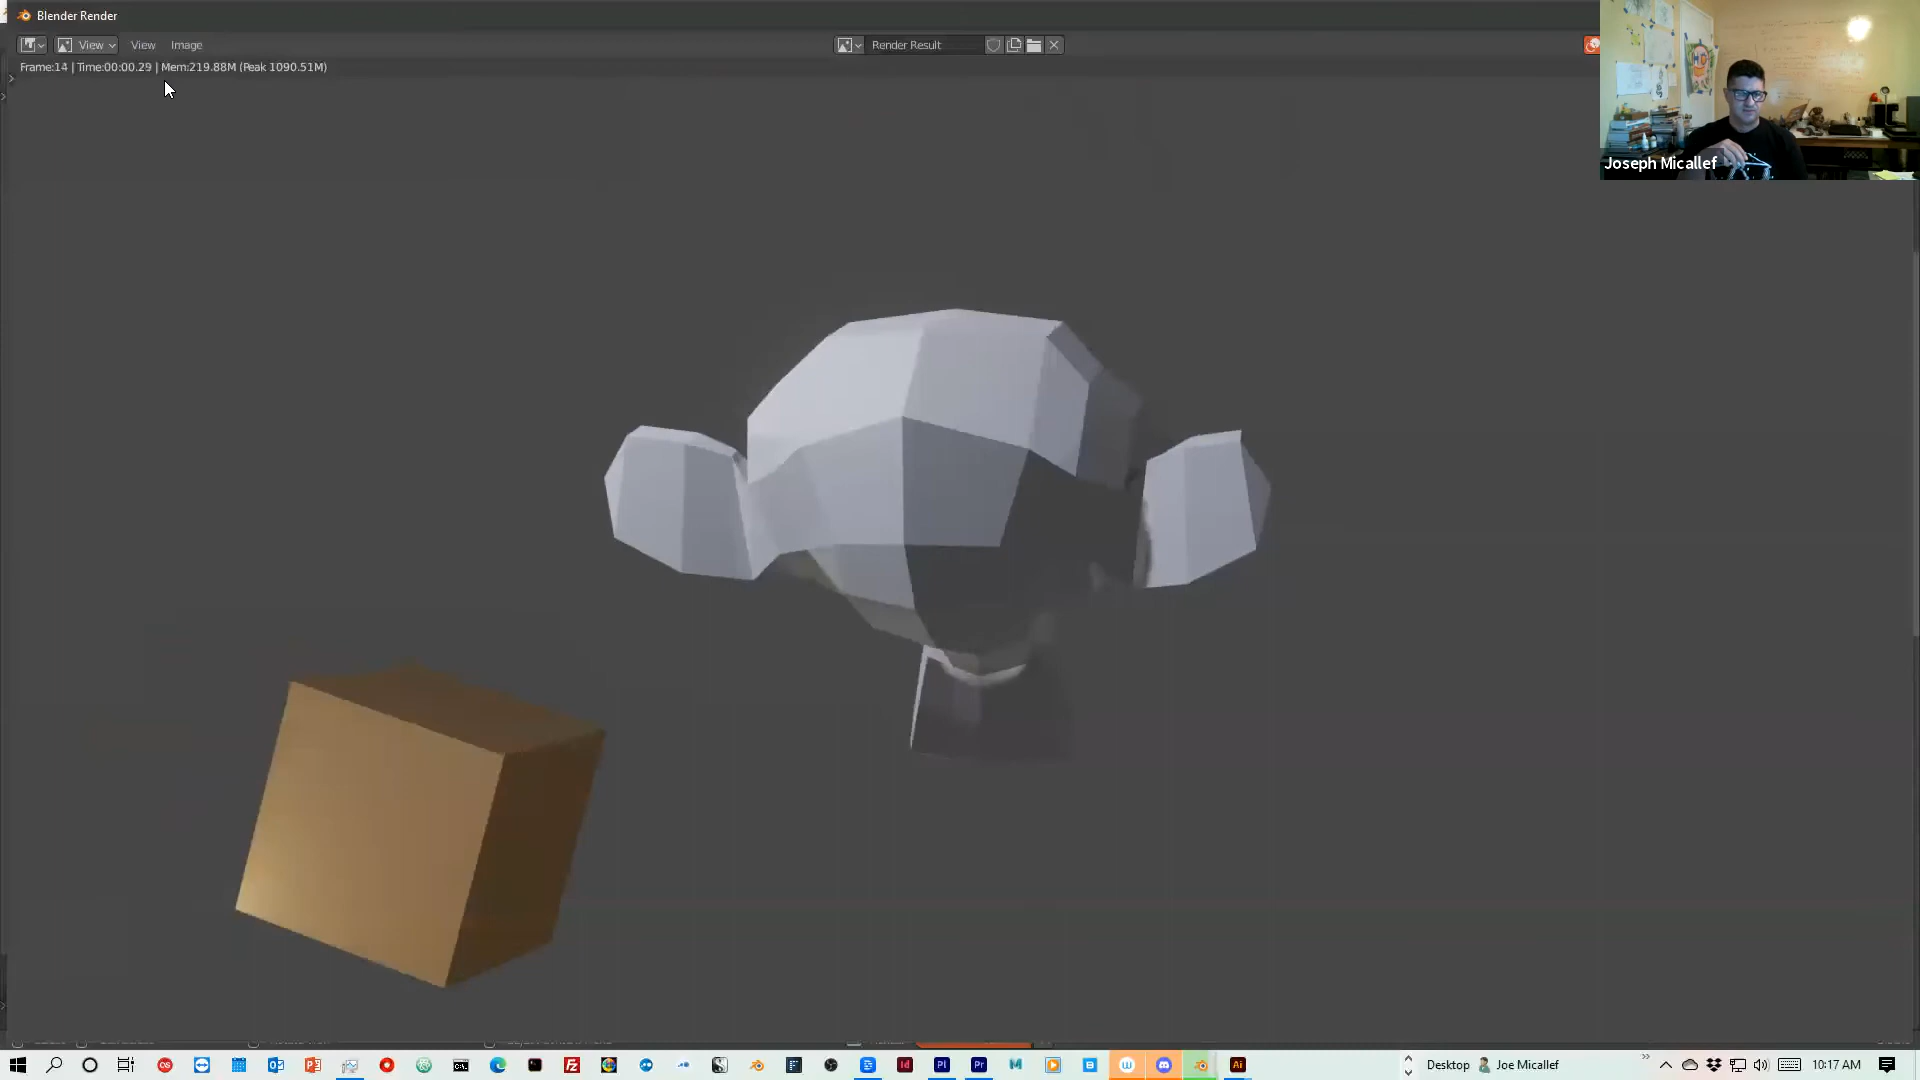 Blender Render
View View Image Render Result
Frame:14 | Time:00:00.29 | Mem:219.88M (Peak 1090.51M)
Joseph Micallef
Desktop Joe Micallef 10:17 AM